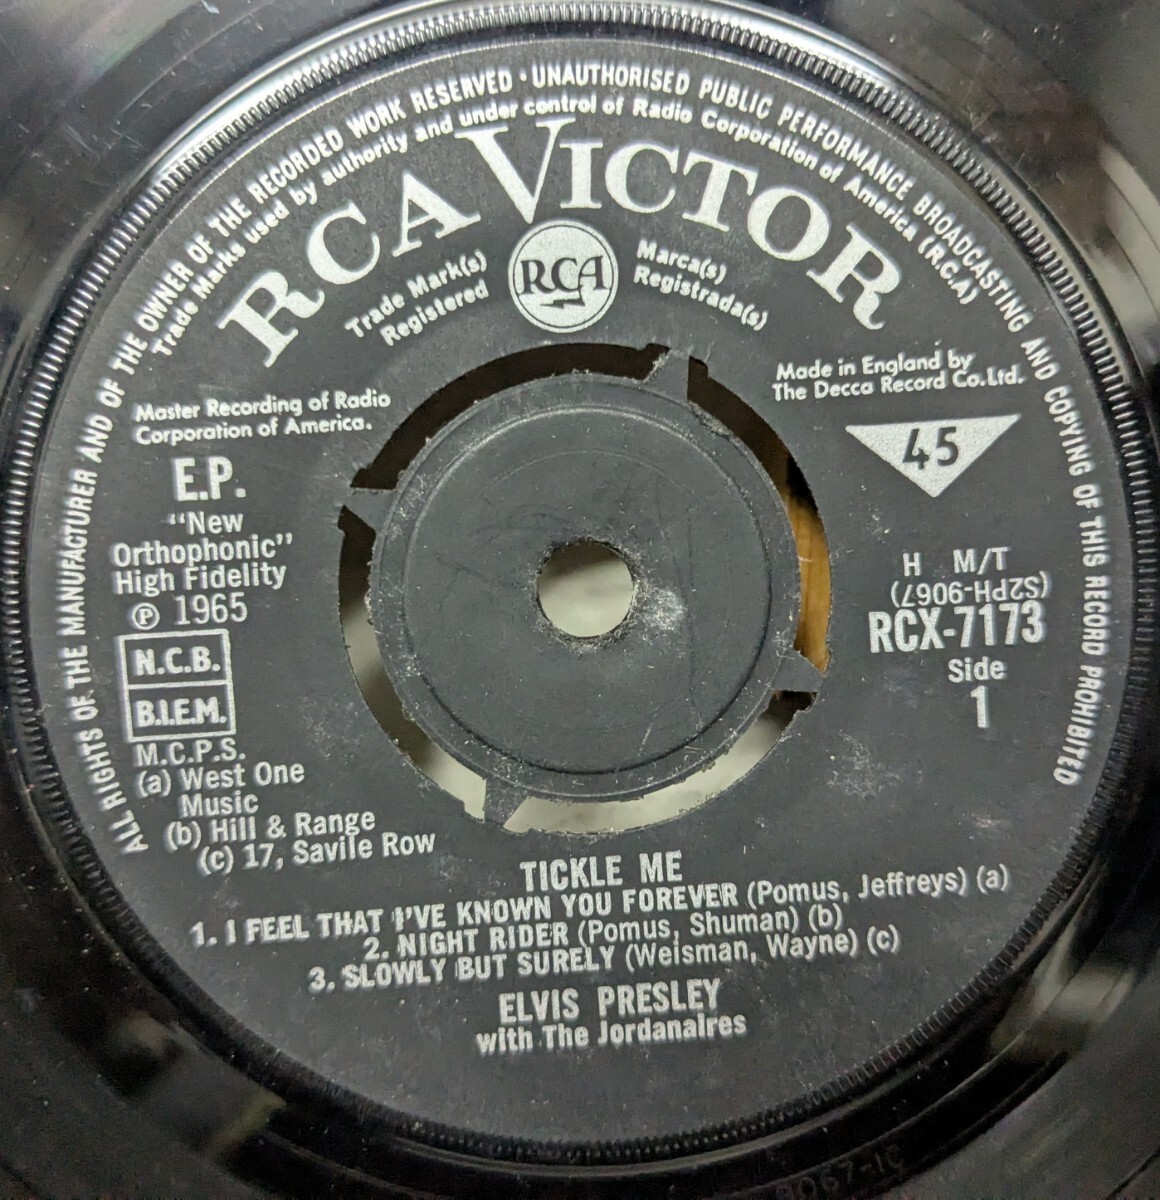 ALL RIGHTS OF THE MANUFACTURER AND OF THE OWNER OF THE RECORDED WORK RESERVED · UNAUTHORISED PUBLIC PERFORMANCE, BROADCASTING AND COPYING OF THIS RECORD PROHIBITED
Trade Marks used by authority and under control of Radio Corporation of America (R.C.A)
RCA VICTOR
Trade Mark(s)
Registered
RCA
Marca(s)
Registrada(s)
Master Recording of Radio
Corporation of America.
Made in England by
The Decca Record Co. Ltd.
45
E.P.
"New
Orthophonic"
High Fidelity
℗ 1965
N.C.B.
B.I.E.M.
M.C.P.S.
(a) West One
Music
(b) Hill & Range
(c) 17, Savile Row
H M/T
(S2PH-9067)
RCX-7173
Side
1
TICKLE ME
1. I FEEL THAT I'VE KNOWN YOU FOREVER (Pomus, Jeffreys) (a)
2. NIGHT RIDER (Pomus, Shuman) (b)
3. SLOWLY BUT SURELY (Weisman, Wayne) (c)
ELVIS PRESLEY
with The Jordanaires